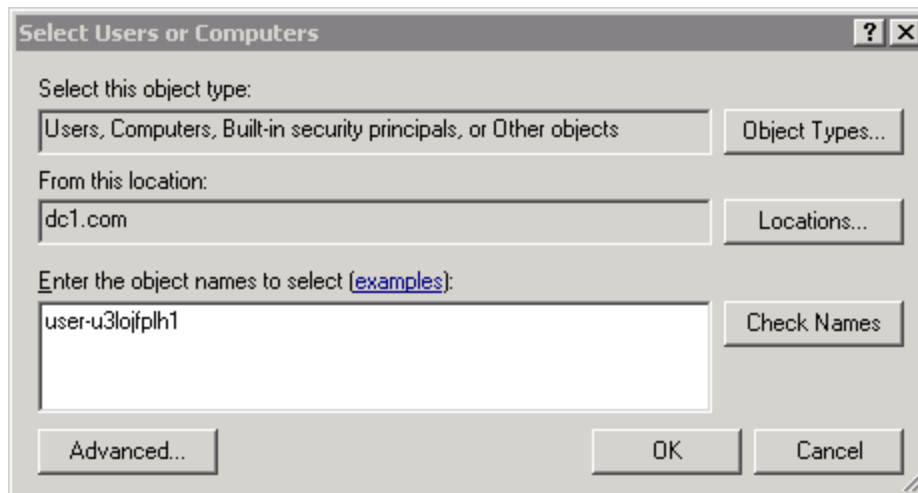 Select Users or Computers
Select this object type:
Users, Computers, Built-in security principals, or Other objects
Object Types...
From this location:
dc1.com
Locations...
Enter the object names to select (examples):
user-u3lojfplh1
Check Names
Advanced...
OK
Cancel